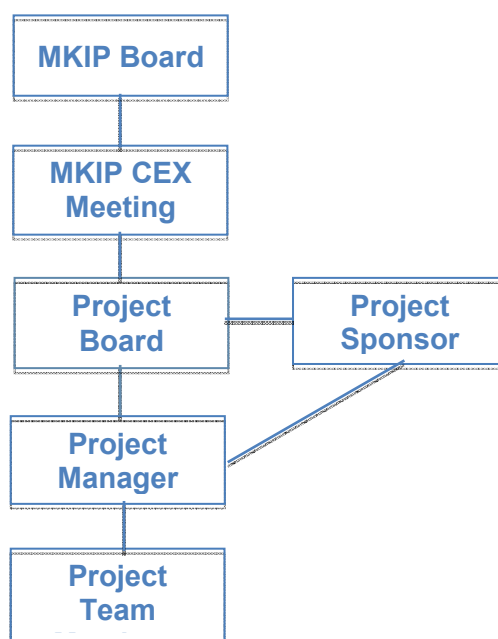 MKIP Board
MKIP CEX
Meeting
Project
Board
Project
Sponsor
Project
Manager
Project
Team